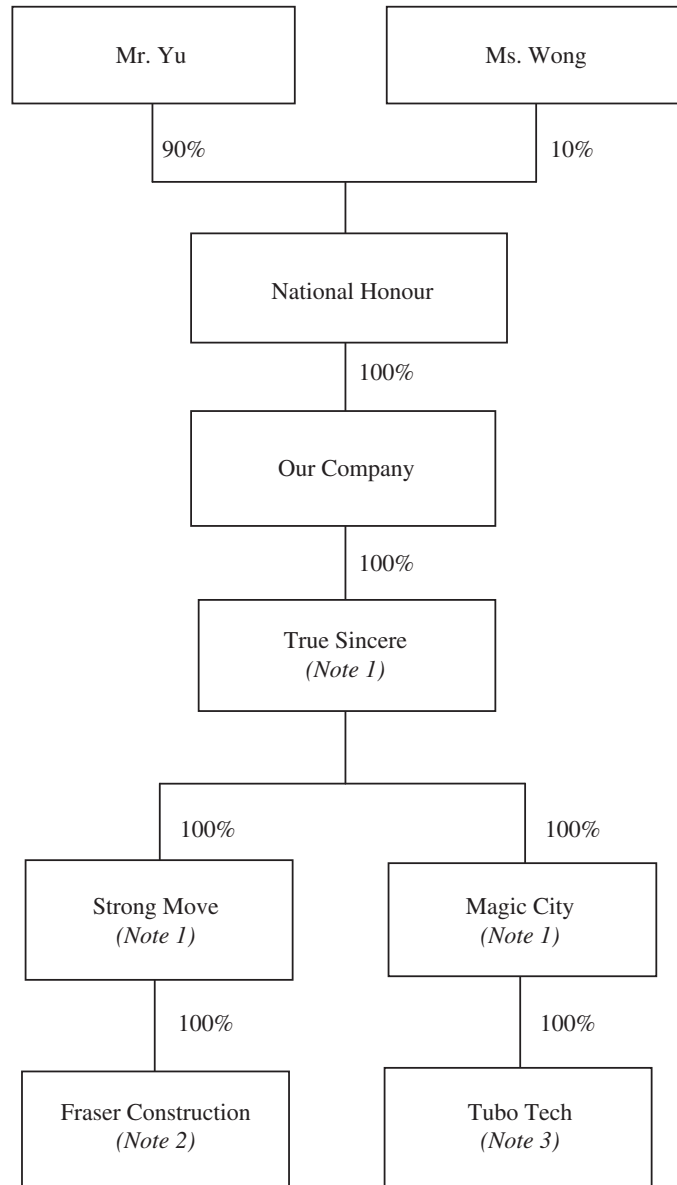 Mr. Yu
Ms. Wong
90%
10%
National Honour
100%
Our Company
100%
True Sincere
(Note 1)
100%
100%
Strong Move
(Note 1)
Magic City
(Note 1)
100%
100%
Fraser Construction
(Note 2)
Tubo Tech
(Note 3)